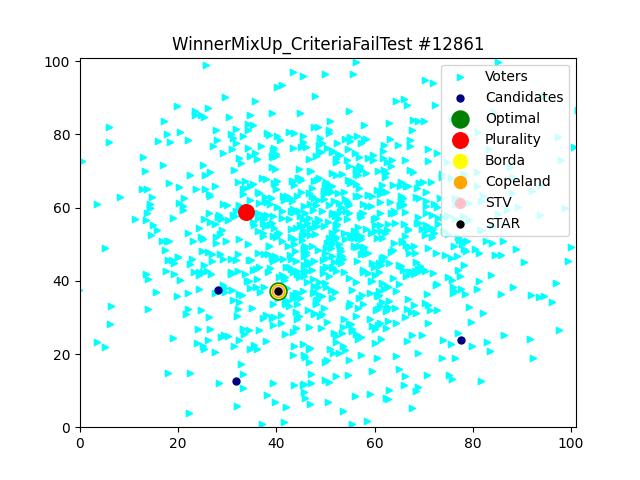 WinnerMixUp_CriteriaFailTest #12861
100
80
60
40
20
0
0
20
40
60
80
100
Voters
Candidates
Optimal
Plurality
Borda
Copeland
STV
STAR